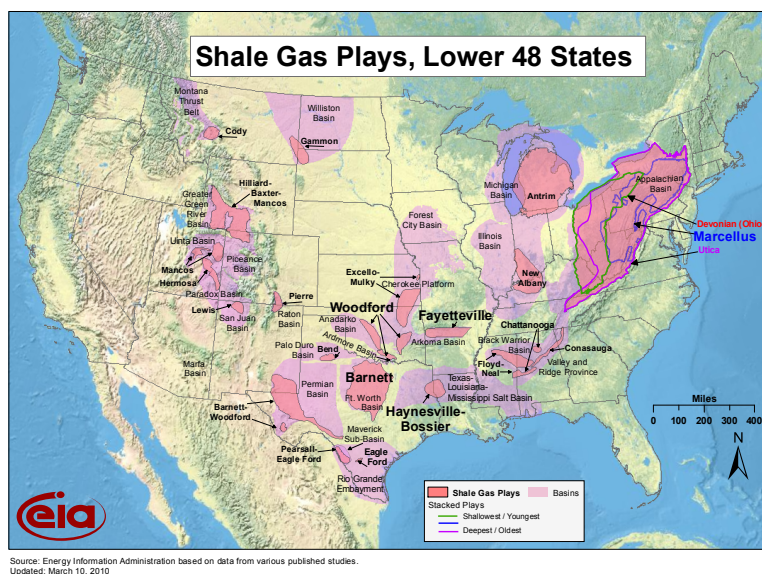 Shale Gas Plays, Lower 48 States
Montana
Thrust
Belt
Cody
Williston
Basin
Gammon
Hilliard-
Baxter-
Mancos
Greater
Green
River
Basin
Uinta Basin
Mancos
Piceance
Basin
Hermosa
Paradox Basin
Lewis
San Juan
Basin
Pierre
Raton
Basin
Forest
City Basin
Excello-
Mulky
Cherokee Platform
Woodford
Anadarko
Basin
Ardmore Basin
Arkoma Basin
Fayetteville
Palo Duro
Basin
Bend
Marfa
Basin
Permian
Basin
Barnett
Ft. Worth
Basin
Barnett-
Woodford
Maverick
Sub-Basin
Pearsall-
Eagle Ford
Eagle
Ford
Rio Grande
Embayment
Texas-
Louisiana-
Mississippi Salt Basin
Haynesville-
Bossier
Michigan
Basin
Antrim
Illinois
Basin
New
Albany
Chattanooga
Black Warrior
Basin
Conasauga
Floyd-
Neal
Valley and
Ridge Province
Appalachian
Basin
Devonian (Ohio
Marcellus
Utica
Miles
0 100 200 300 400
N
Shale Gas Plays
Basins
Stacked Plays
Shallowest / Youngest
Deepest / Oldest
eia
Source: Energy Information Administration based on data from various published studies.
Updated: March 10, 2010